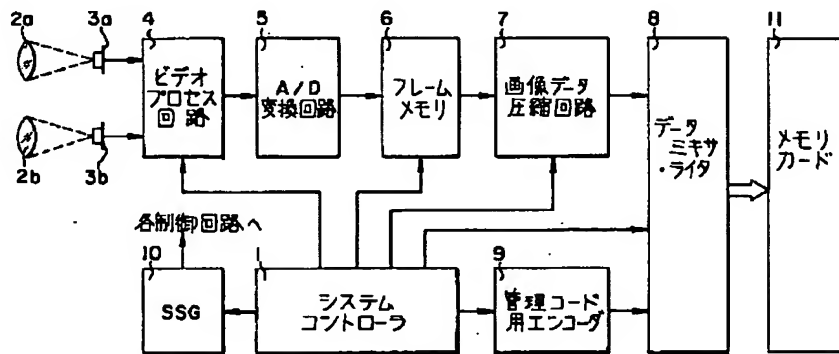 2a
3a
4
5
6
7
8
11
ビデオ
プロセス
回路
A/D
変換回路
フレーム
メモリ
画像データ
圧縮回路
データ
ミキサ
・ライタ
メモリ
カード
2b
3b
各制御回路へ
10
1
9
SSG
システム
コントローラ
管理コード
用エンコーダ